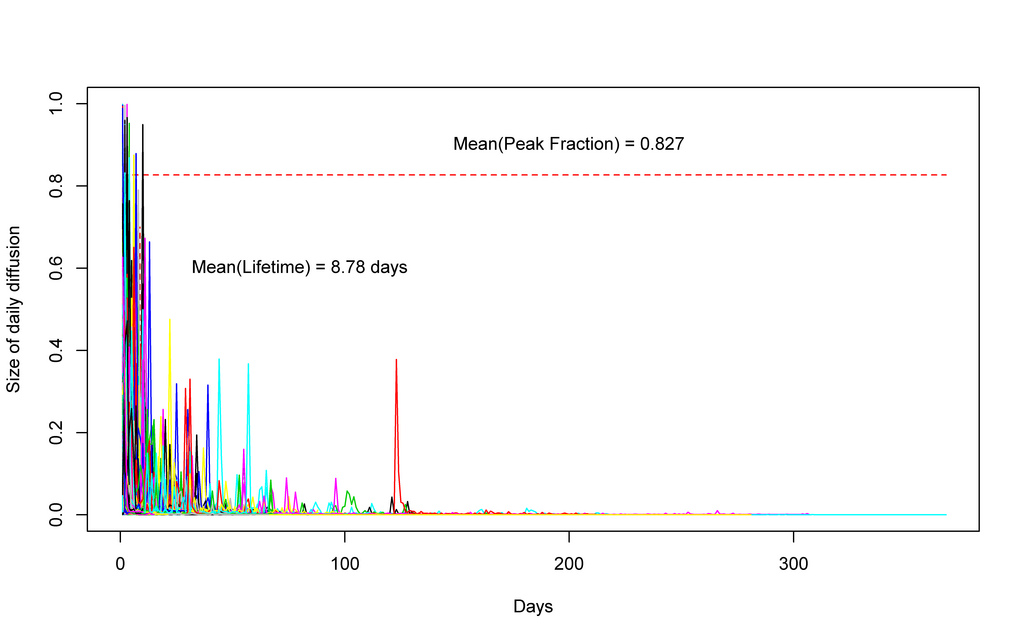 Mean(Peak Fraction) = 0.827
Mean(Lifetime) = 8.78 days
Size of daily diffusion
1.0
0.8
0.6
0.4
0.2
0.0
0 100 200 300
Days